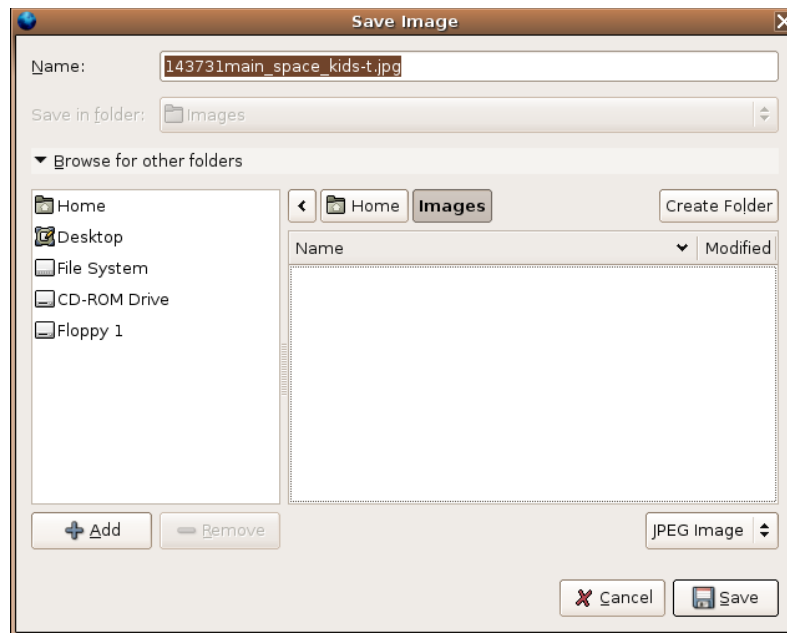 Save Image
Name: 143731main_space_kids-t.jpg
Save in folder: Images
Browse for other folders
Home
Desktop
File System
CD-ROM Drive
Floppy 1
Home Images Create Folder
Name Modified
Add Remove JPEG Image
Cancel Save